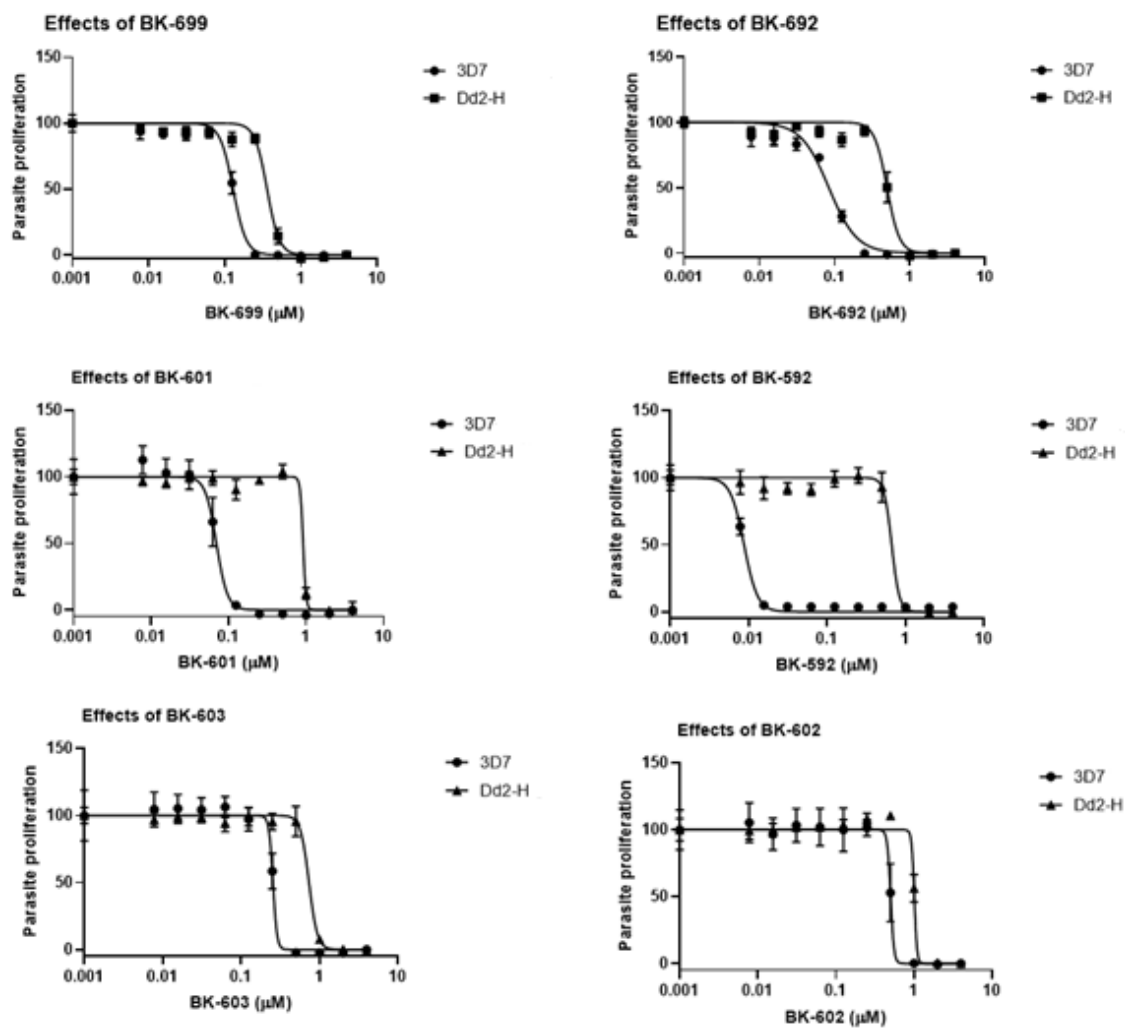 Effects of BK-699
150
100
50
0
Parasite proliferation
0.001 0.01 0.1 1 10
BK-699 (μM)
3D7
Dd2-H
Effects of BK-692
150
100
50
0
Parasite proliferation
0.001 0.01 0.1 1 10
BK-692 (μM)
3D7
Dd2-H
Effects of BK-601
150
100
50
0
Parasite proliferation
0.001 0.01 0.1 1 10
BK-601 (μM)
3D7
Dd2-H
Effects of BK-592
150
100
50
0
Parasite proliferation
0.001 0.01 0.1 1 10
BK-592 (μM)
3D7
Dd2-H
Effects of BK-603
150
100
50
0
Parasite proliferation
0.001 0.01 0.1 1 10
BK-603 (μM)
3D7
Dd2-H
Effects of BK-602
150
100
50
0
Parasite proliferation
0.001 0.01 0.1 1 10
BK-602 (μM)
3D7
Dd2-H